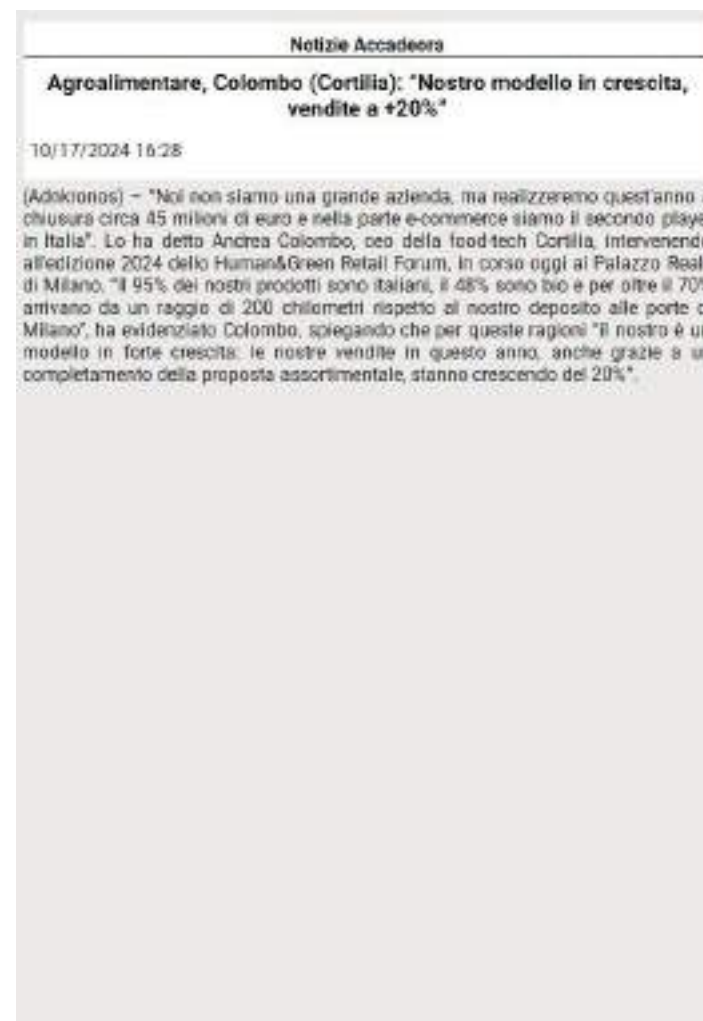 Notizie Accadeora
Agroalimentare, Colombo (Cortilia): "Nostro modello in crescita,
vendite a +20%"
10/17/2024 16:28
(Adnkronos) – "Noi non siamo una grande azienda, ma realizzeremo quest'anno
chiusura circa 45 milioni di euro e nella parte e-commerce siamo il secondo playe
in Italia". Lo ha detto Andrea Colombo, ceo della food-tech Cortilia, intervenend
all'edizione 2024 dello Human&Green Retail Forum, in corso oggi al Palazzo Real
di Milano. "Il 95% dei nostri prodotti sono italiani, il 48% sono bio e per oltre il 70%
arrivano da un raggio di 200 chilometri rispetto al nostro deposito alle porte d
Milano", ha evidenziato Colombo, spiegando che per queste ragioni "il nostro è un
modello in forte crescita: le nostre vendite in questo anno, anche grazie a un
completamento della proposta assortimentale, stanno crescendo del 20%".